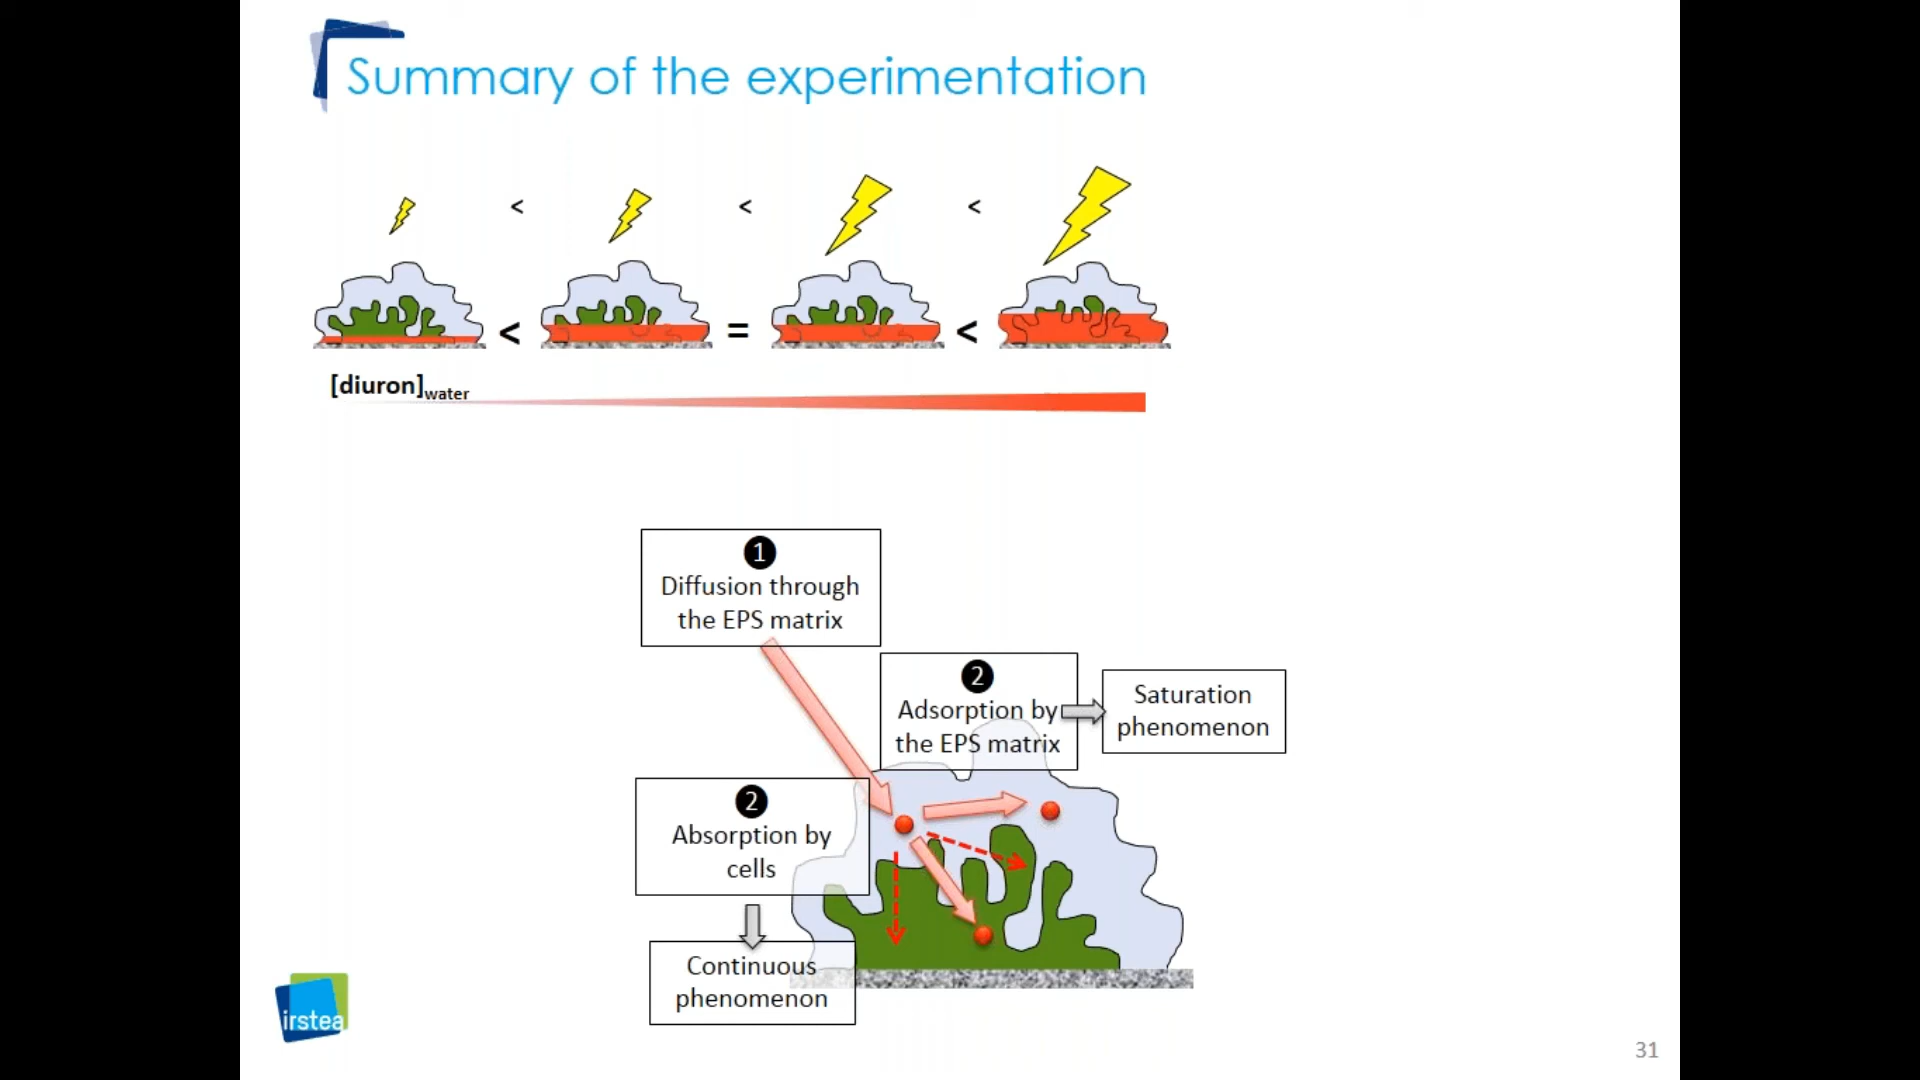 Summary of the experimentation
< < <
< = <
[diuron]water
1
Diffusion through
the EPS matrix
2
Adsorption by
the EPS matrix
Saturation
phenomenon
2
Absorption by
cells
Continuous
phenomenon
irstea
31